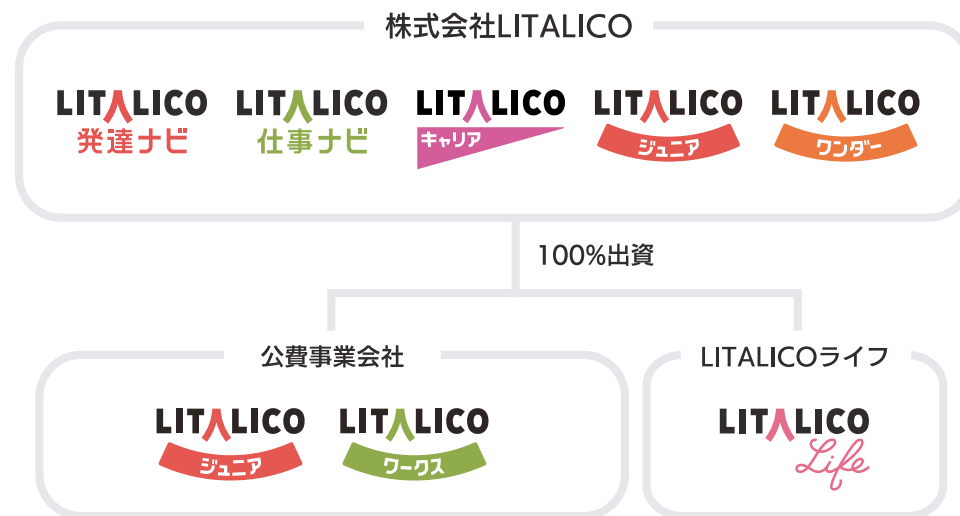 株式会社LITALICO
LITALICO
発達ナビ
LITALICO
仕事ナビ
LITALICO
キャリア
LITALICO
ジュニア
LITALICO
ワンダー
100%出資
公費事業会社
LITALICO
ジュニア
LITALICO
ワークス
LITALICOライフ
LITALICO
Life